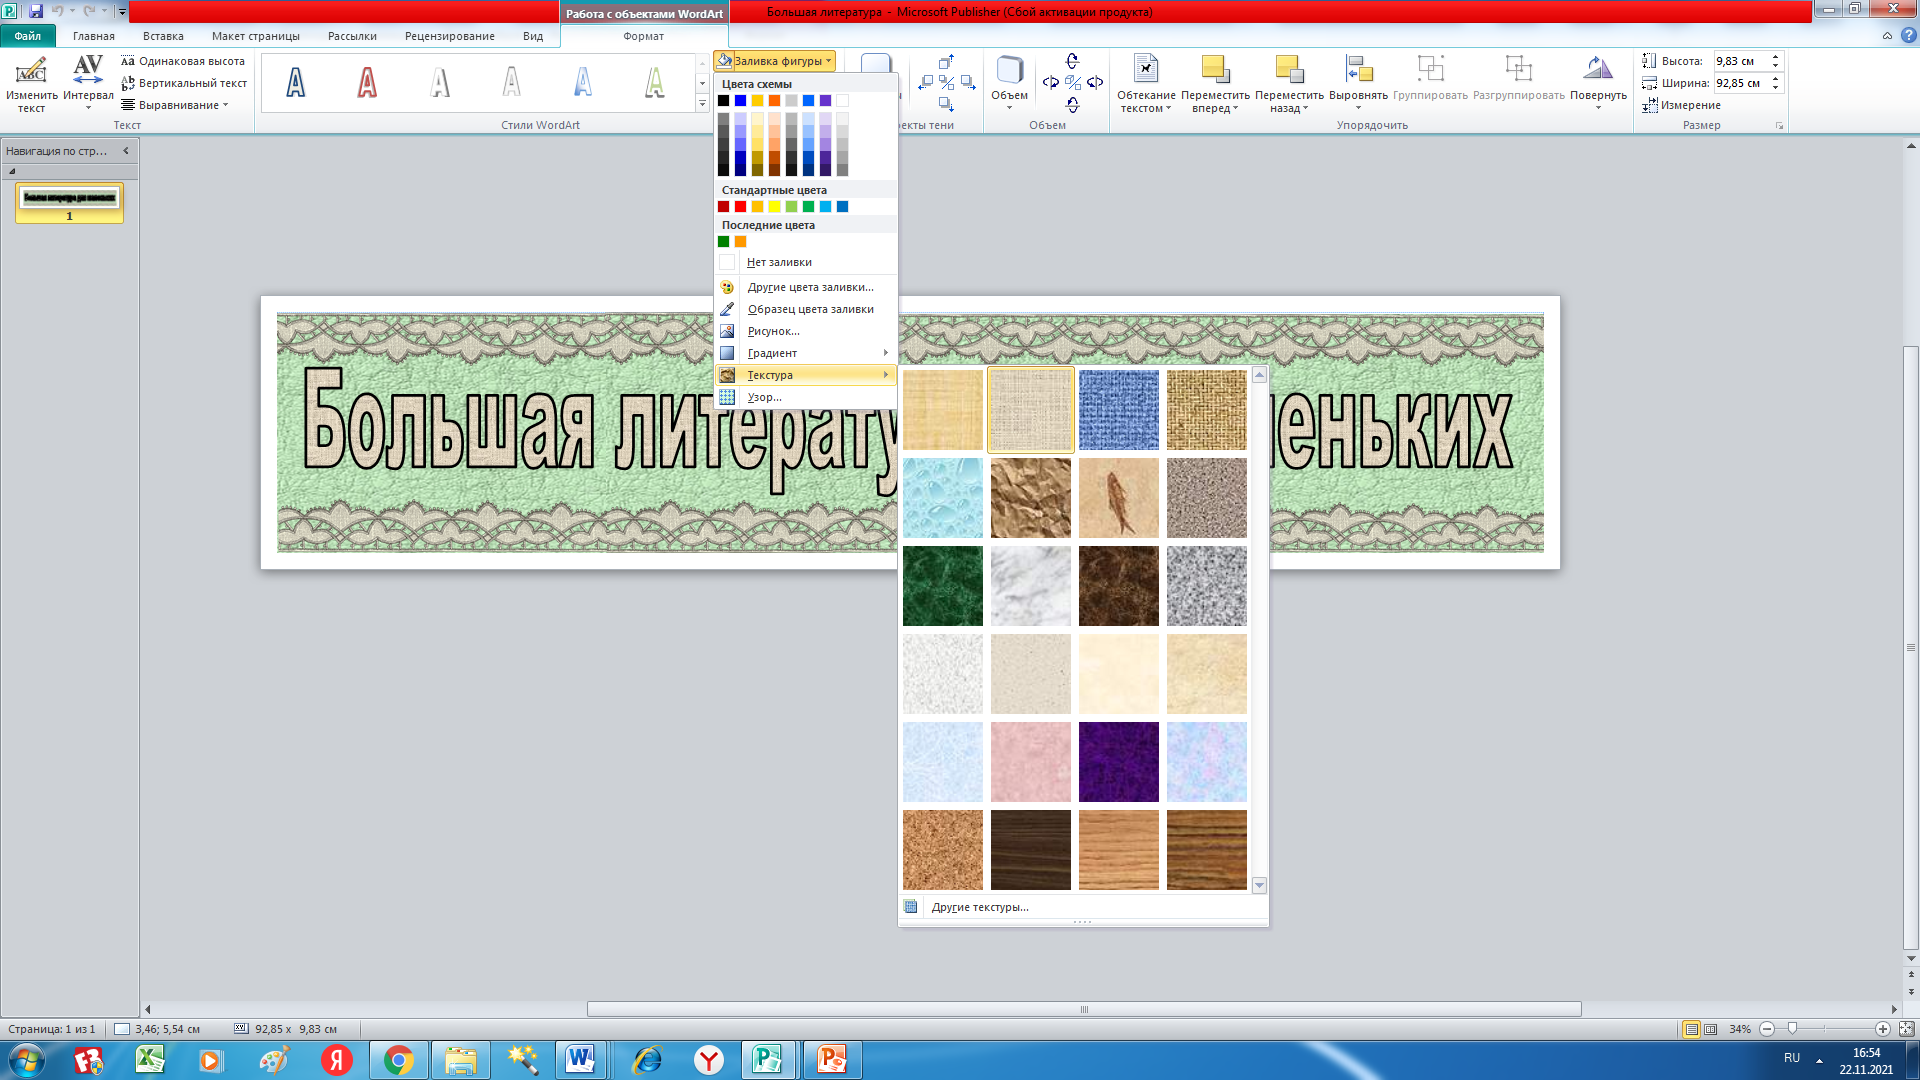 Работа с объектами WordArt
Большая литература - Microsoft Publisher (Сбой активации продукта)
Файл
Главная
Вставка
Макет страницы
Рассылки
Рецензирование
Вид
Формат
Изменить текст
Интервал
Одинаковая высота
Вертикальный текст
Выравнивание
Текст
Стили WordArt
Заливка фигуры
Объем
Объем
Обтекание текстом
Переместить вперед
Переместить назад
Выровнять
Группировать
Разгруппировать
Повернуть
Упорядочить
Высота: 9,83 см
Ширина: 92,85 см
Измерение
Размер
Навигация по стр...
1
Цвета схемы
Стандартные цвета
Последние цвета
Нет заливки
Другие цвета заливки...
Образец цвета заливки
Рисунок...
Градиент
Текстура
Узор...
Большая литерату
еньких
Другие текстуры...
Страница: 1 из 1
3,46; 5,54 см
92,85 x 9,83 см
34%
RU
16:54
22.11.2021